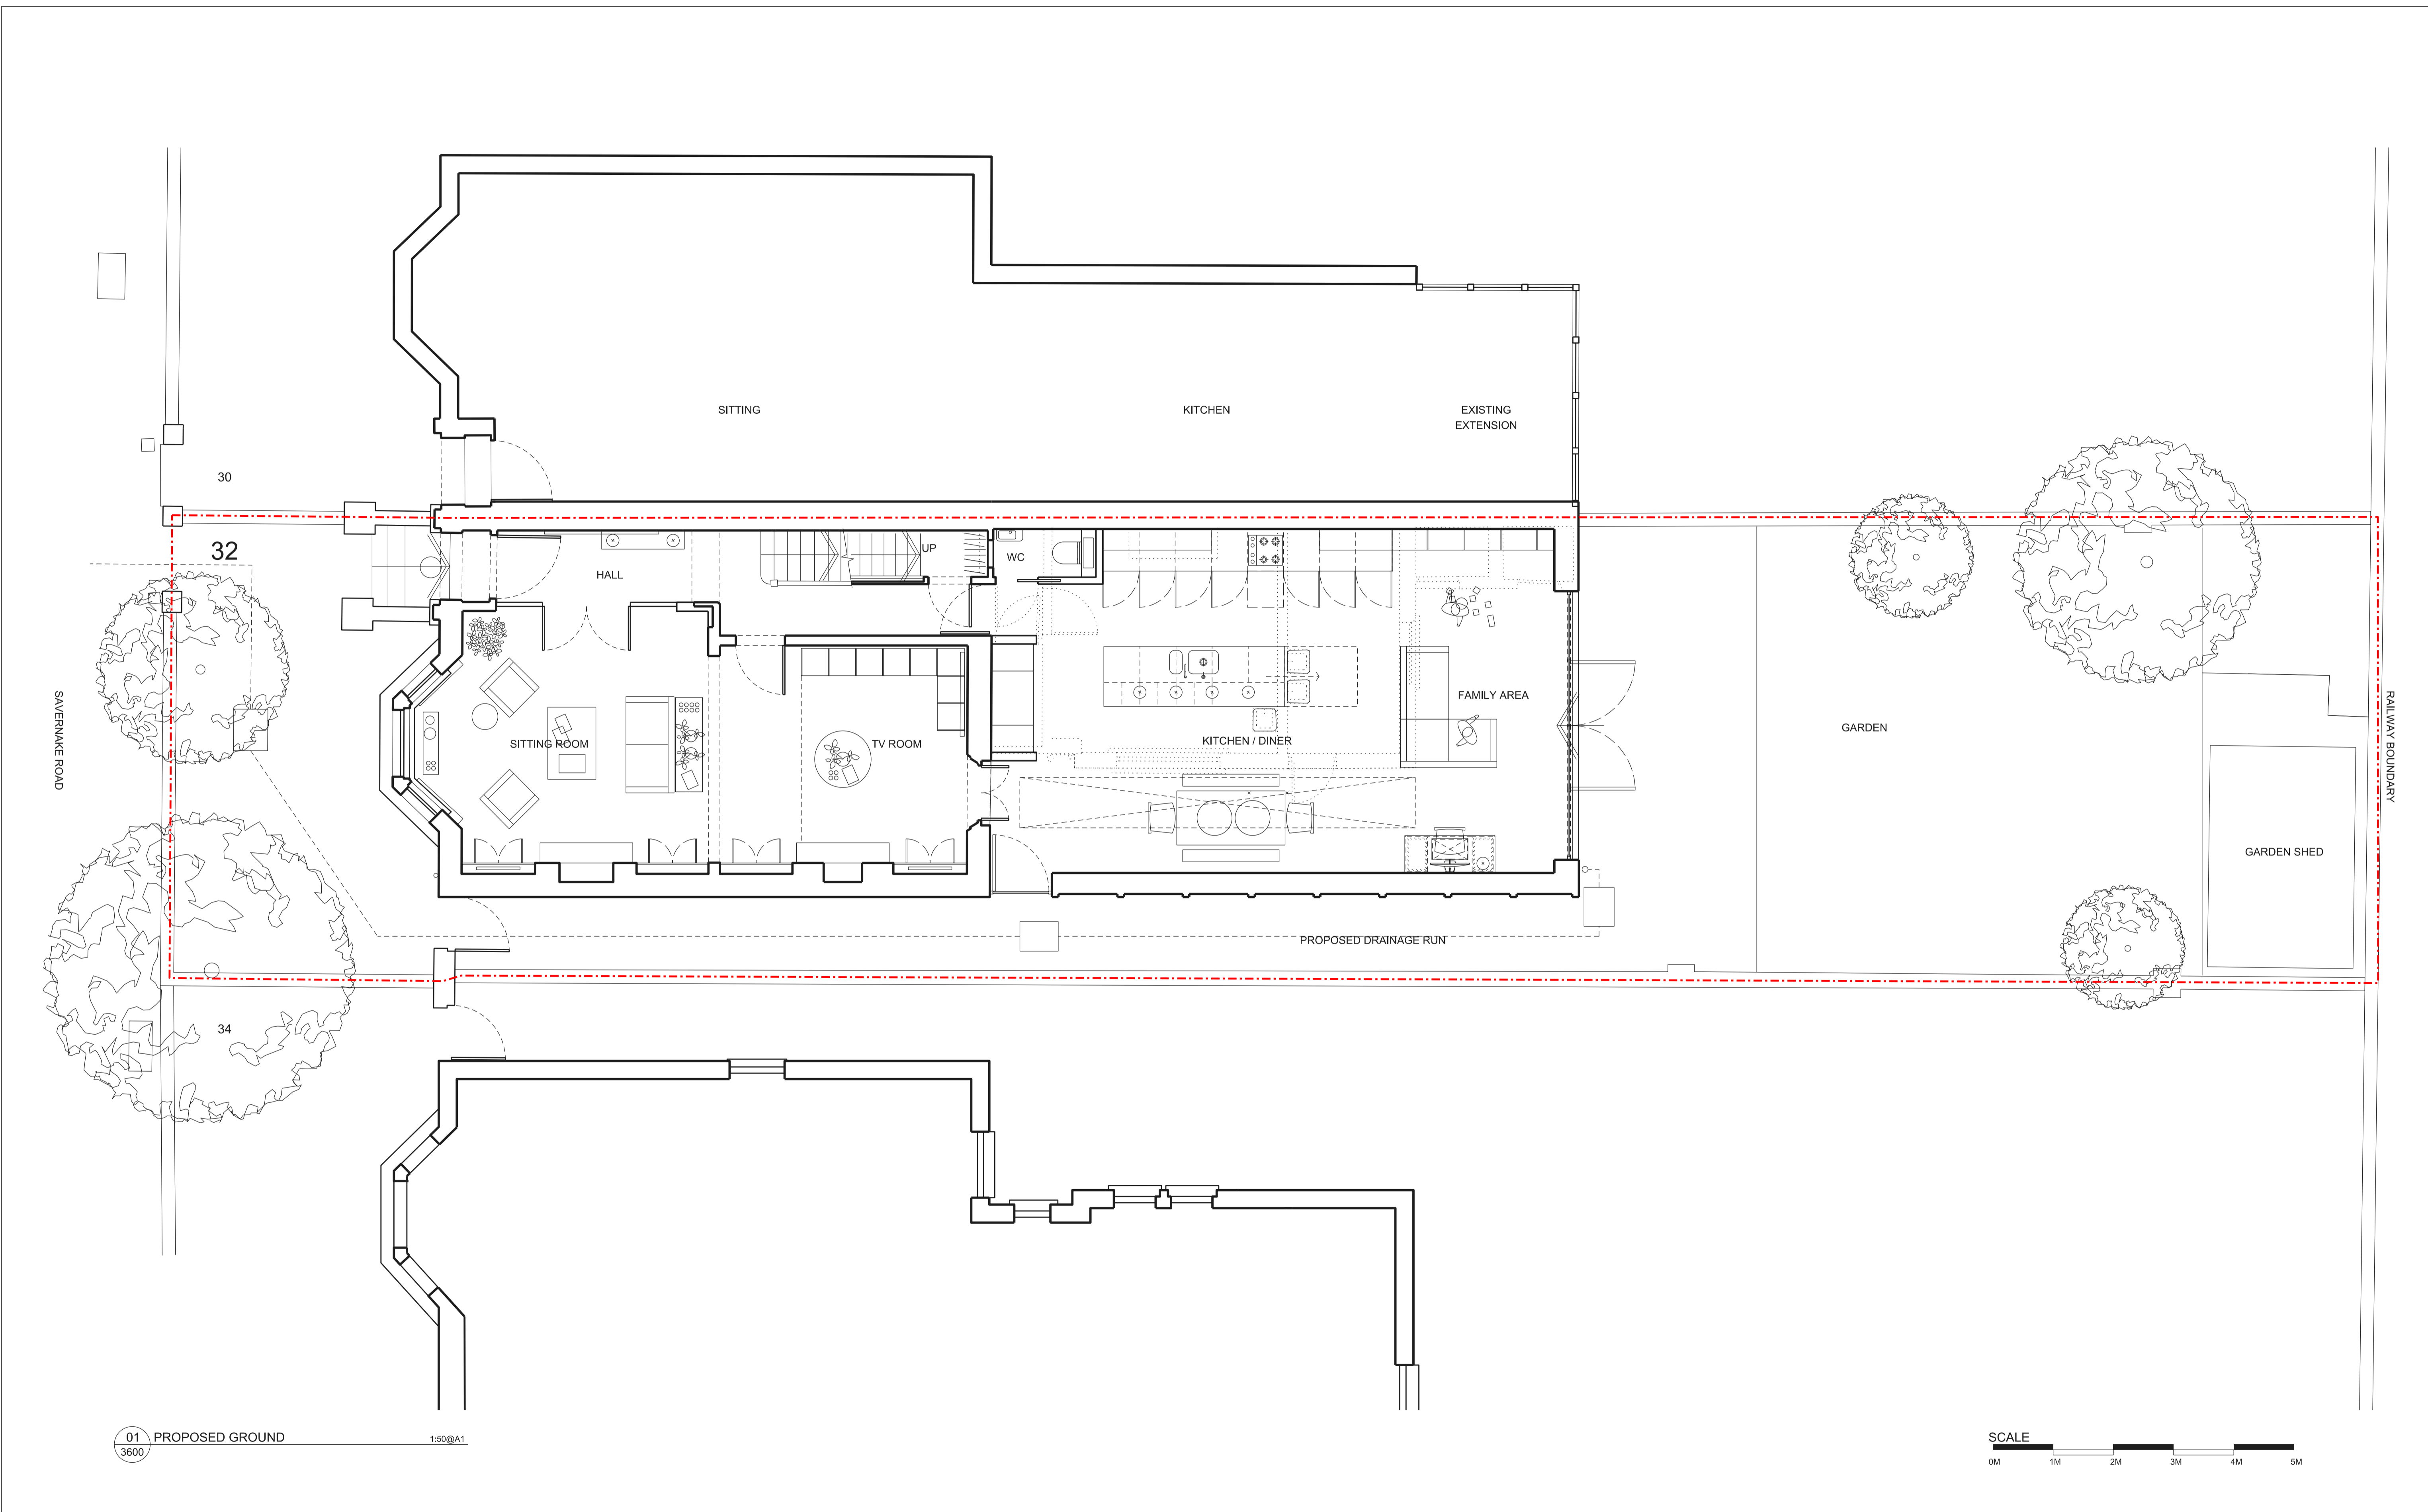 SITTING
KITCHEN
EXISTING
EXTENSION
30
32
HALL
UP
WC
SAVERNAKE ROAD
SITTING ROOM
TV ROOM
KITCHEN / DINER
FAMILY AREA
GARDEN
RAILWAY BOUNDARY
GARDEN SHED
PROPOSED DRAINAGE RUN
34
01
3600
PROPOSED GROUND
1:50@A1
SCALE
0M 1M 2M 3M 4M 5M